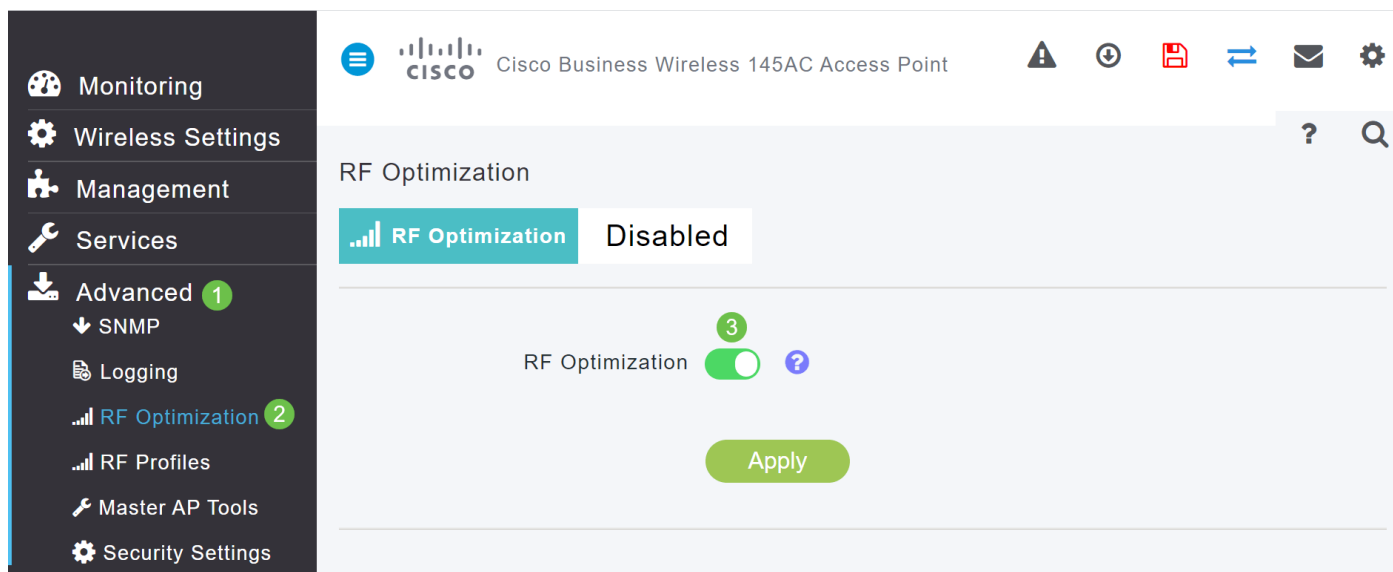 Monitoring
Wireless Settings
Management
Services
Advanced 1
SNMP
Logging
RF Optimization 2
RF Profiles
Master AP Tools
Security Settings
CISCO Cisco Business Wireless 145AC Access Point
?
RF Optimization
RF Optimization Disabled
3
RF Optimization ?
Apply